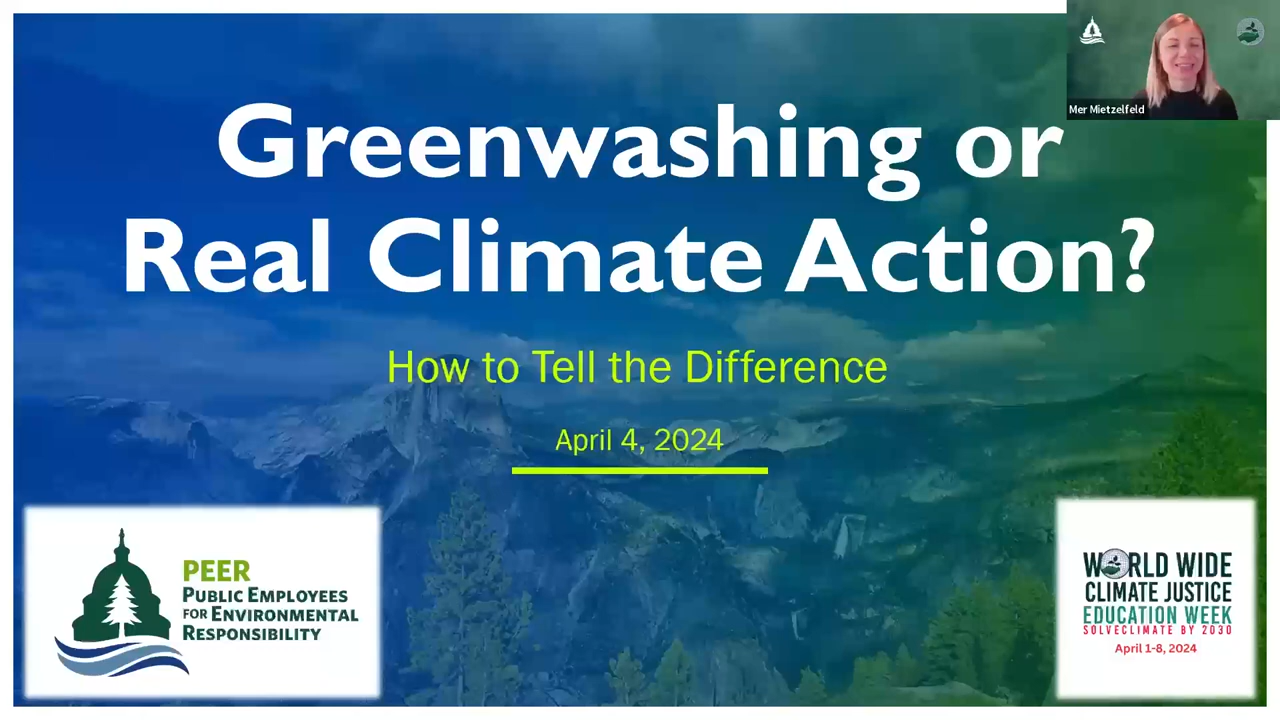 Mer Mietzelfeld
Greenwashing or
Real Climate Action?
How to Tell the Difference
April 4, 2024
PEER
PUBLIC EMPLOYEES
FOR ENVIRONMENTAL
RESPONSIBILITY
WORLD WIDE
CLIMATE JUSTICE
EDUCATION WEEK
SOLVECLIMATE BY 2030
April 1-8, 2024